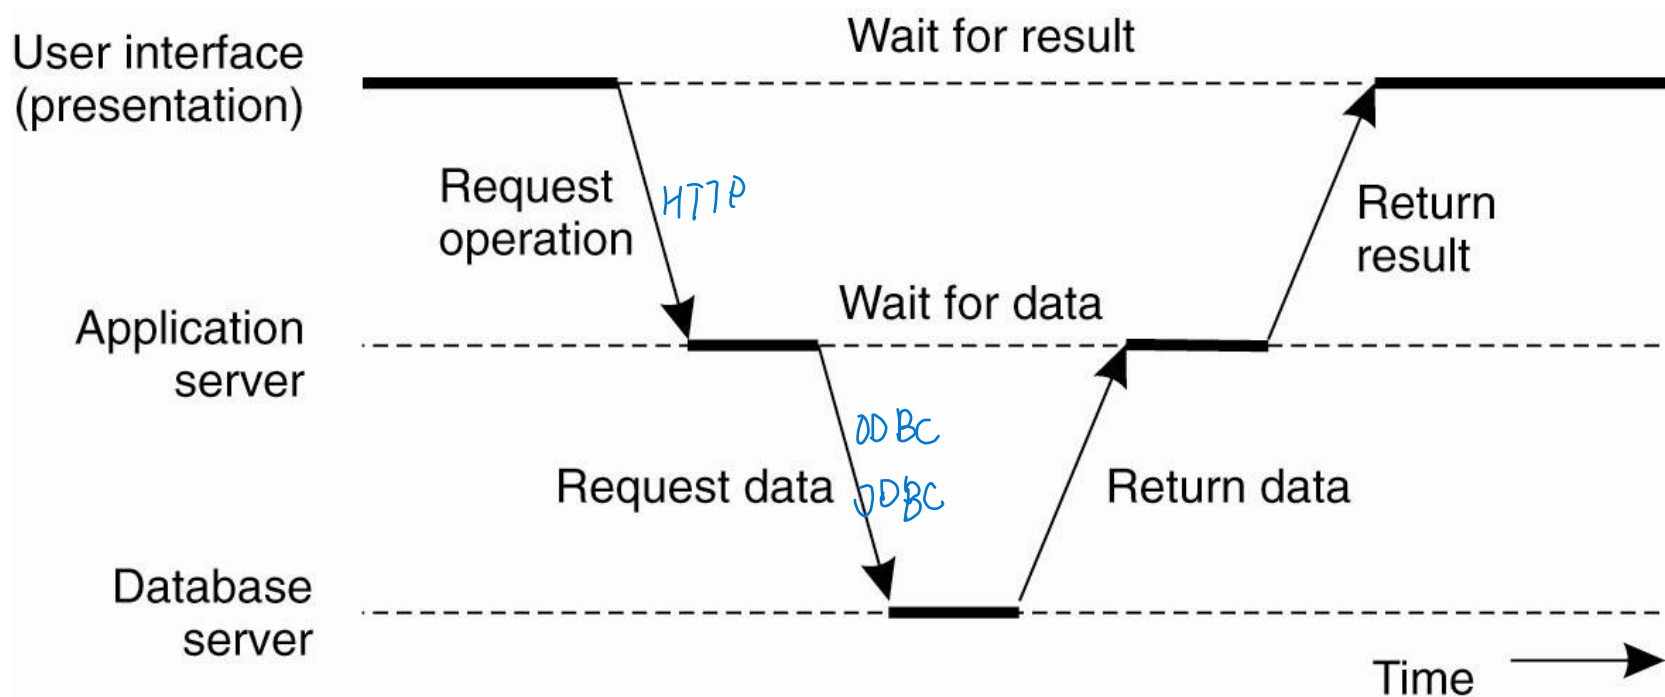 Wait for result
User interface
(presentation)
Request
operation
HTTP
Return
result
Wait for data
Application
server
ODBC
Request data
JDBC
Return data
Database
server
Time